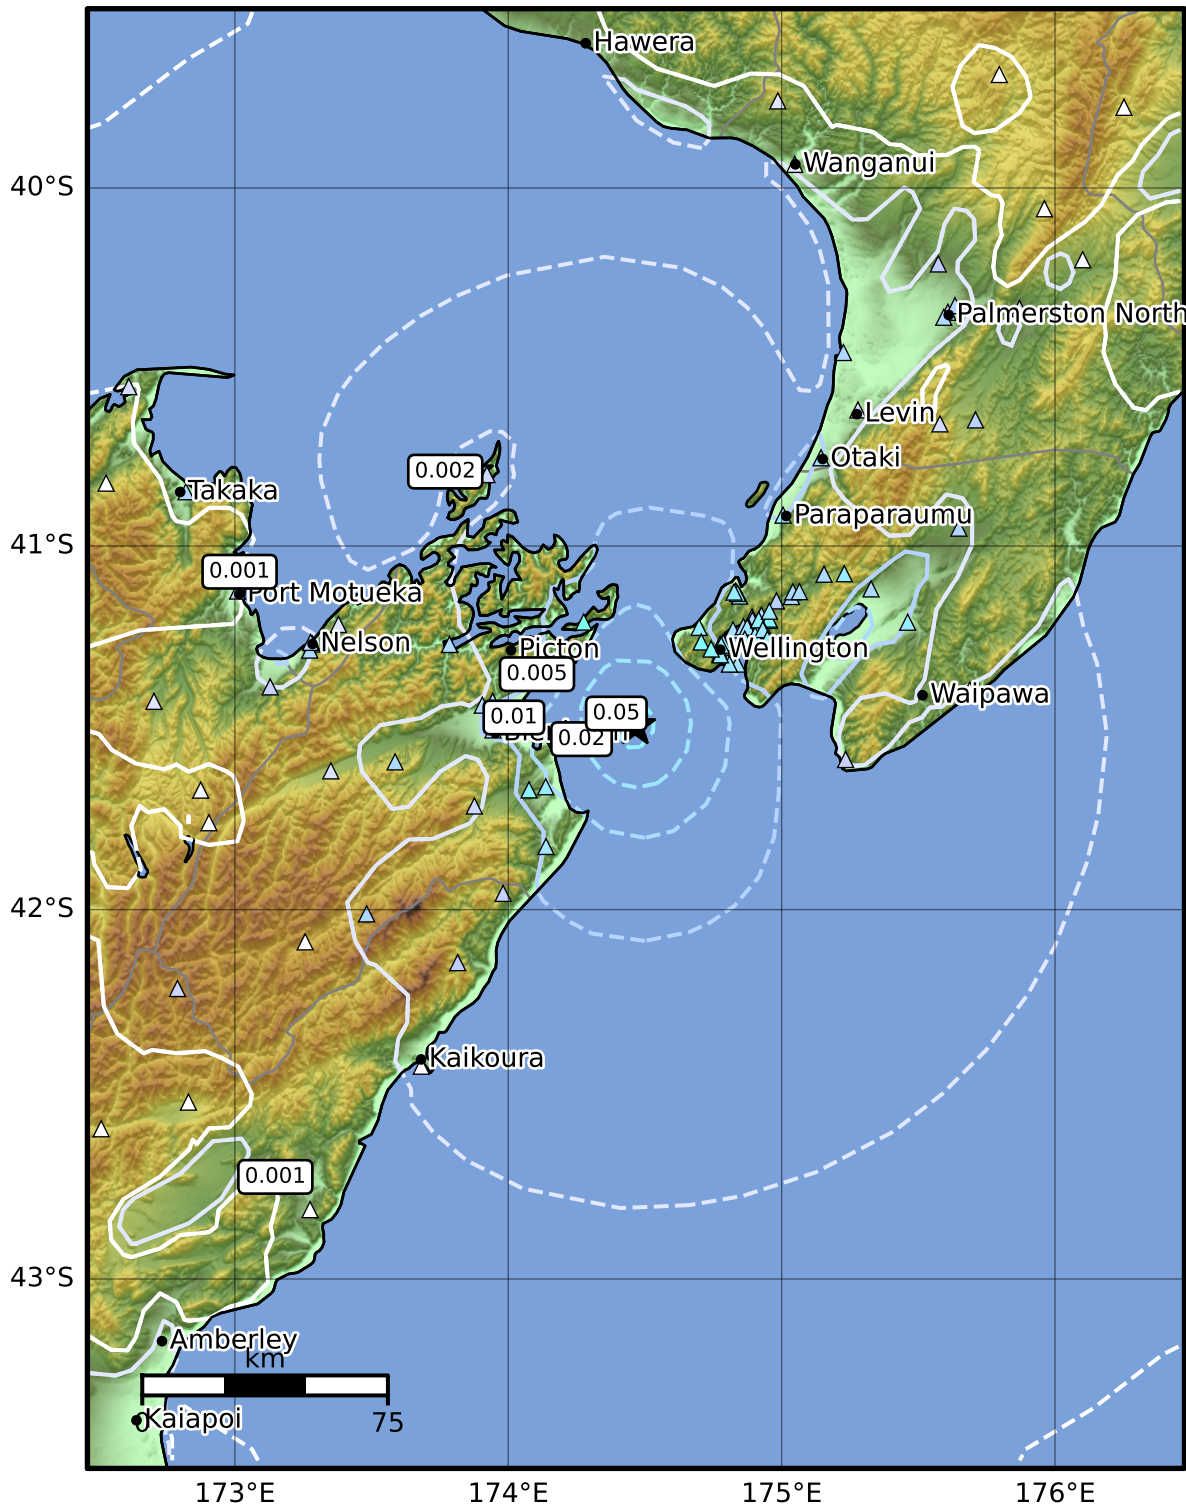 Hawera
Wanganui
40°S
Palmerston North
Levin
Otaki
0.002
Takaka
Paraparaumu
41°S
0.001
Port Motueka
Nelson
Picton
Wellington
0.005
Waipawa
0.01
0.05
0.02
42°S
Kaikoura
0.001
43°S
Amberley
km
0
75
Kaiapoi
173°E
174°E
175°E
176°E